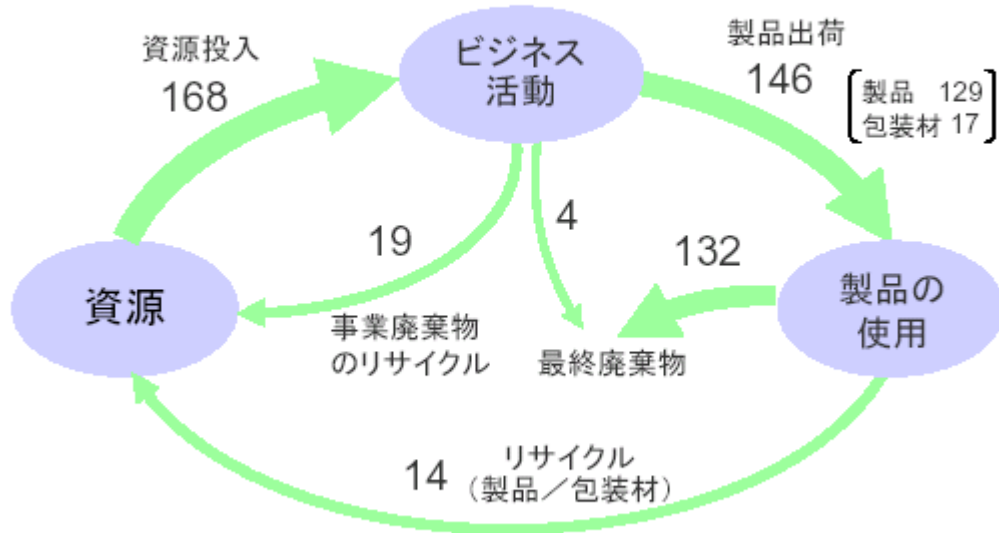 資源投入
168
ビジネス
活動
製品出荷
146
製品 129
包装材 17
19
4
132
資源
事業廃棄物
のリサイクル
最終廃棄物
製品の
使用
14
リサイクル
（製品／包装材）